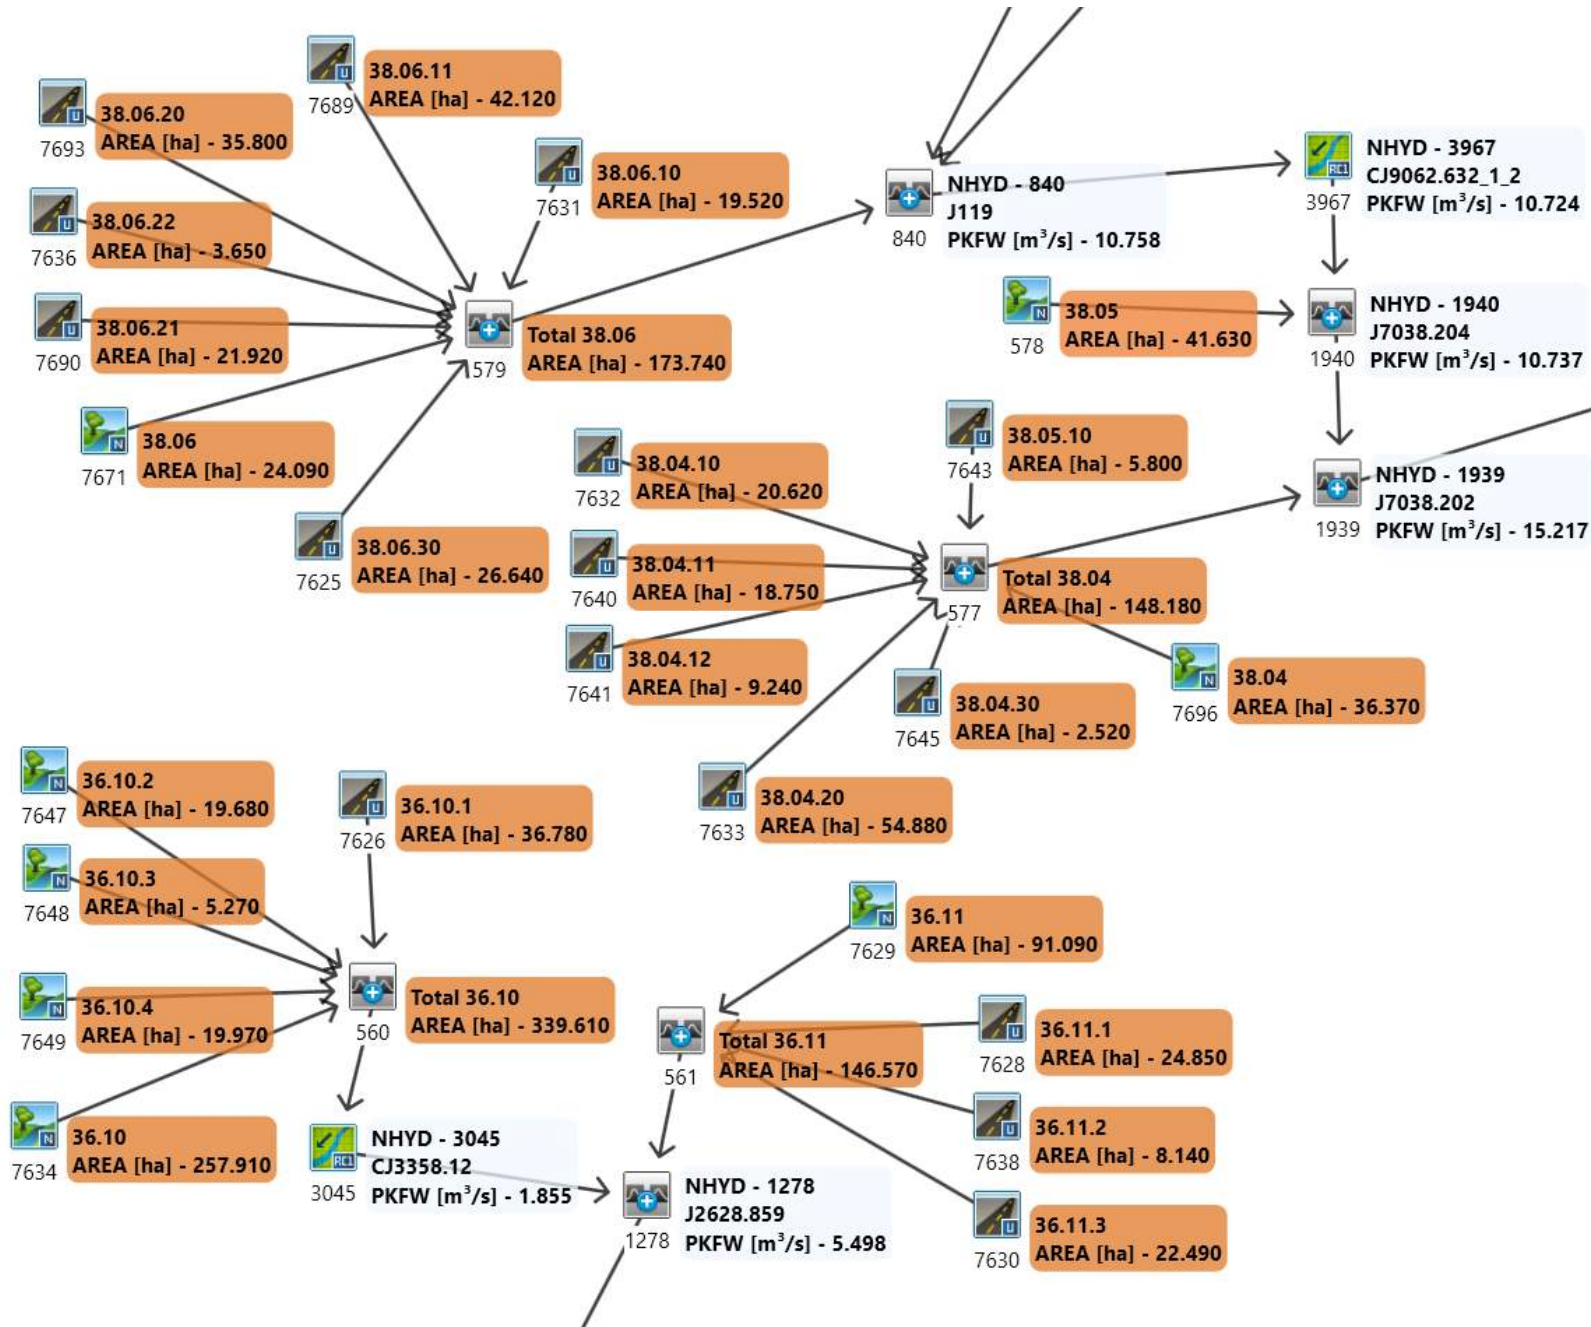 38.06.11
AREA [ha] - 42.120
U
7689
38.06.20
AREA [ha] - 35.800
U
7693
38.06.10
AREA [ha] - 19.520
U
7631
38.06.22
AREA [ha] - 3.650
U
7636
38.06.21
AREA [ha] - 21.920
U
7690
Total 38.06
AREA [ha] - 173.740
579
38.06
AREA [ha] - 24.090
N
7671
38.06.30
AREA [ha] - 26.640
U
7625
NHYD - 840
J119
PKFW [m³/s] - 10.758
840
NHYD - 3967
CJ9062.632_1_2
PKFW [m³/s] - 10.724
RC1
3967
38.05
AREA [ha] - 41.630
N
578
NHYD - 1940
J7038.204
PKFW [m³/s] - 10.737
1940
NHYD - 1939
J7038.202
PKFW [m³/s] - 15.217
1939
38.05.10
AREA [ha] - 5.800
U
7643
38.04.10
AREA [ha] - 20.620
U
7632
38.04.11
AREA [ha] - 18.750
U
7640
38.04.12
AREA [ha] - 9.240
U
7641
Total 38.04
AREA [ha] - 148.180
577
38.04
AREA [ha] - 36.370
N
7696
38.04.30
AREA [ha] - 2.520
U
7645
38.04.20
AREA [ha] - 54.880
U
7633
36.10.2
AREA [ha] - 19.680
N
7647
36.10.1
AREA [ha] - 36.780
U
7626
36.10.3
AREA [ha] - 5.270
N
7648
36.10.4
AREA [ha] - 19.970
N
7649
Total 36.10
AREA [ha] - 339.610
560
36.10
AREA [ha] - 257.910
N
7634
NHYD - 3045
CJ3358.12
PKFW [m³/s] - 1.855
RC1
3045
36.11
AREA [ha] - 91.090
N
7629
Total 36.11
AREA [ha] - 146.570
561
36.11.1
AREA [ha] - 24.850
U
7628
36.11.2
AREA [ha] - 8.140
U
7638
36.11.3
AREA [ha] - 22.490
U
7630
NHYD - 1278
J2628.859
PKFW [m³/s] - 5.498
1278